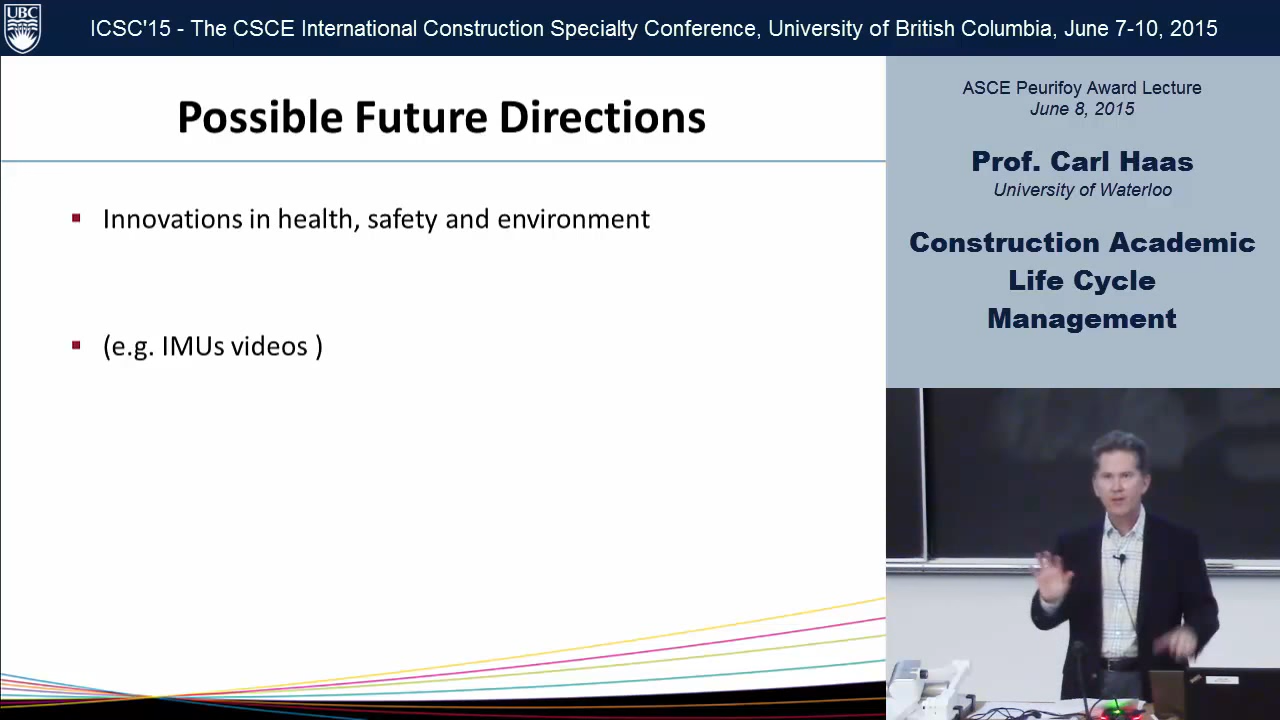 UBC
ICSC'15 - The CSCE International Construction Specialty Conference, University of British Columbia, June 7-10, 2015
Possible Future Directions
▪ Innovations in health, safety and environment
▪ (e.g. IMUs videos )
ASCE Peurifoy Award Lecture
June 8, 2015
Prof. Carl Haas
University of Waterloo
Construction Academic
Life Cycle
Management